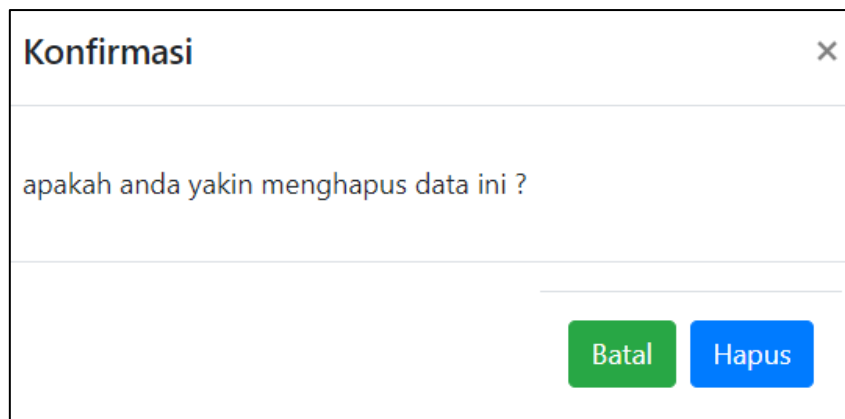 Konfirmasi ×
apakah anda yakin menghapus data ini ?
Batal Hapus